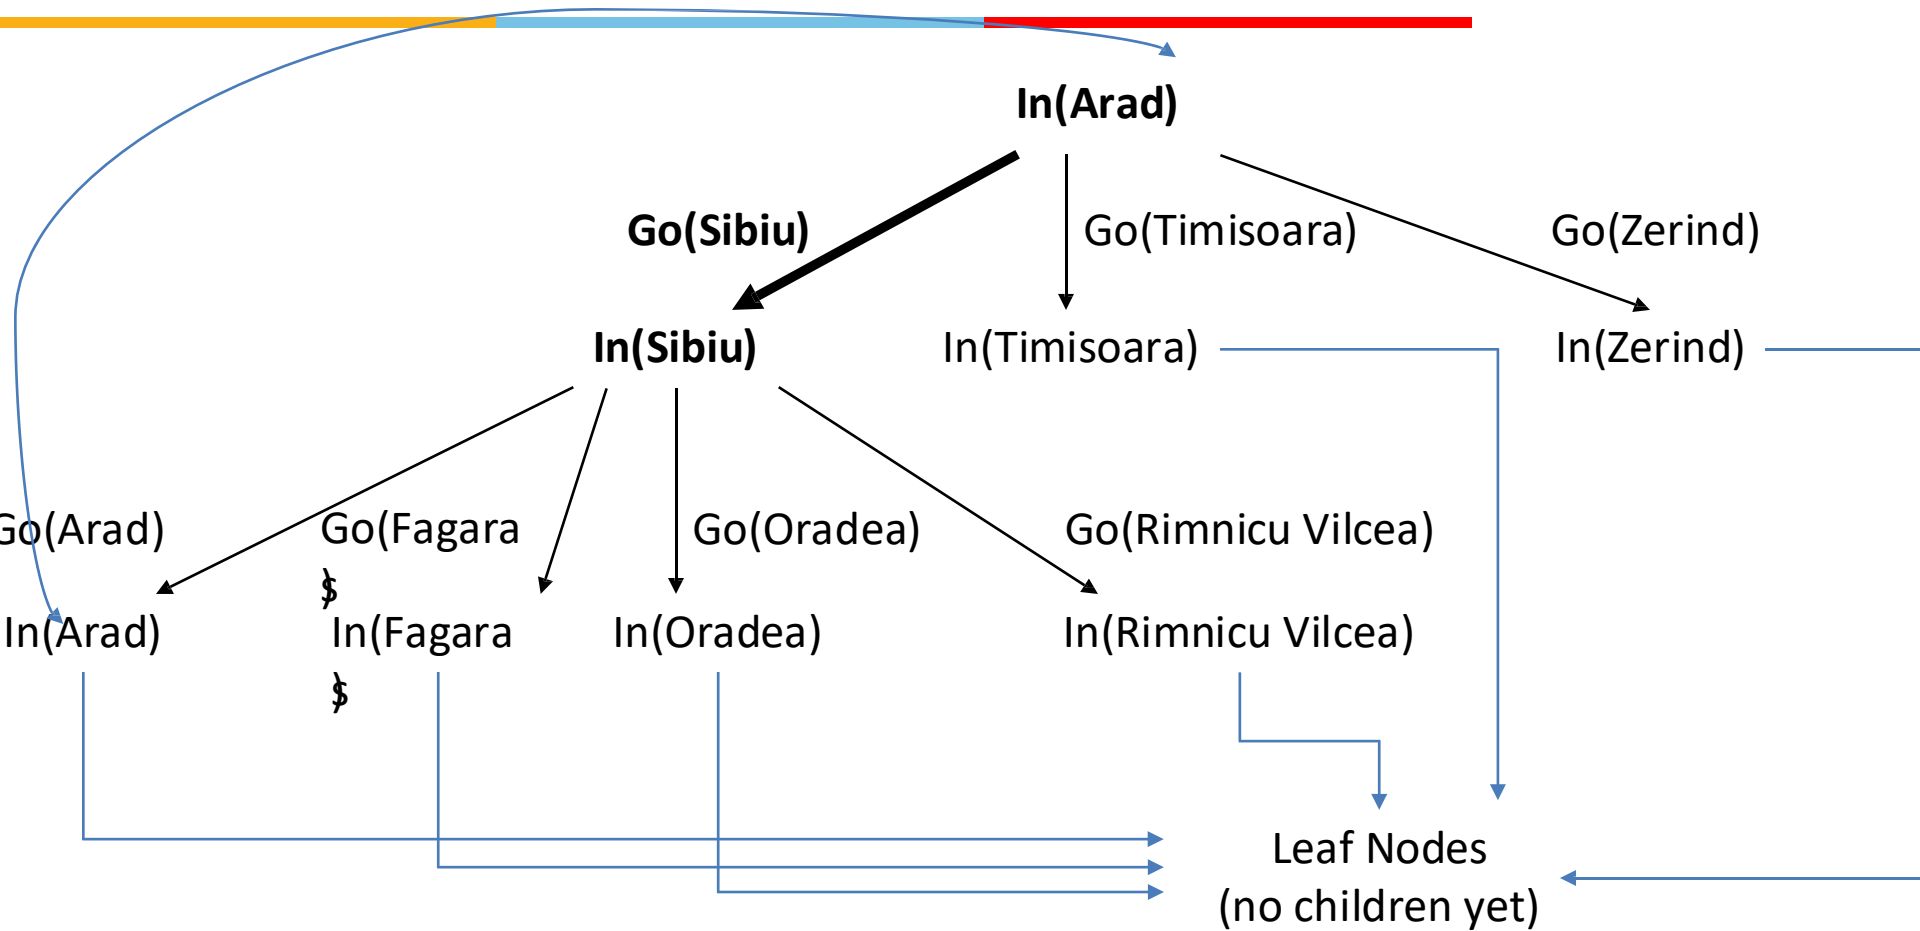 In(Arad)
Go(Sibiu)
Go(Timisoara)
Go(Zerind)
In(Sibiu)
In(Timisoara)
In(Zerind)
Go(Arad)
Go(Fagara
$)
Go(Oradea)
Go(Rimnicu Vilcea)
In(Arad)
In(Fagara
$)
In(Oradea)
In(Rimnicu Vilcea)
Leaf Nodes
(no children yet)